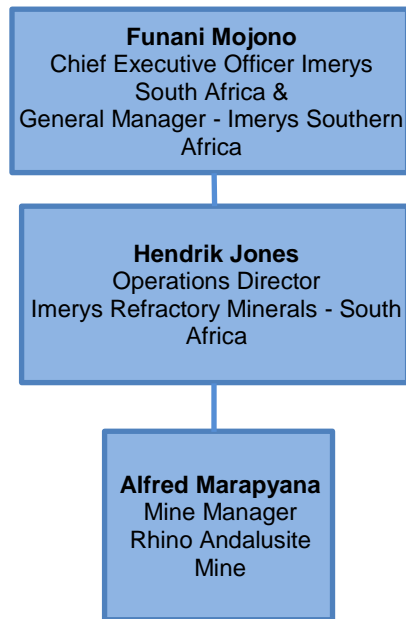 Funani Mojono
Chief Executive Officer Imerys
South Africa &
General Manager - Imerys Southern
Africa
Hendrik Jones
Operations Director
Imerys Refractory Minerals - South
Africa
Alfred Marapyana
Mine Manager
Rhino Andalusite
Mine